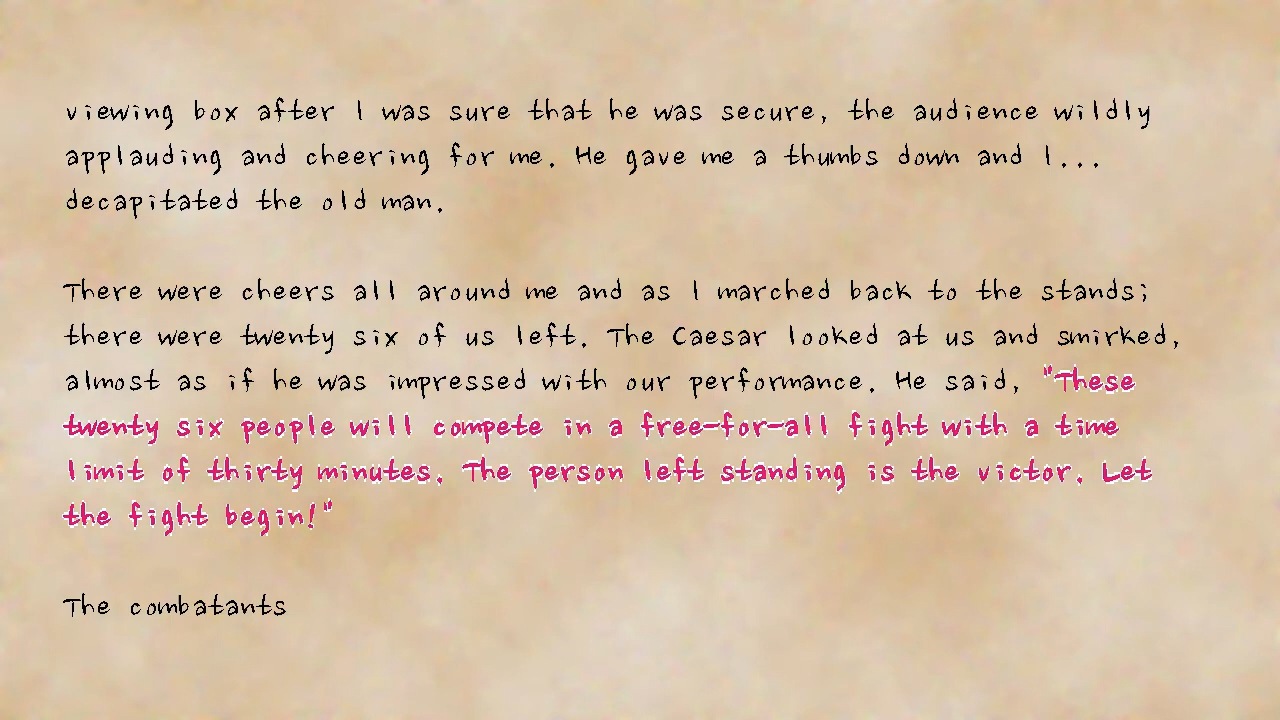 viewing box after I was sure that he was secure, the audience wildly
applauding and cheering for me. He gave me a thumbs down and I...
decapitated the old man.
There were cheers all around me and as I marched back to the stands;
there were twenty six of us left. The Caesar looked at us and smirked,
almost as if he was impressed with our performance. He said, "These
twenty six people will compete in a free-for-all fight with a time
limit of thirty minutes. The person left standing is the victor. Let
the fight begin!"
The combatants